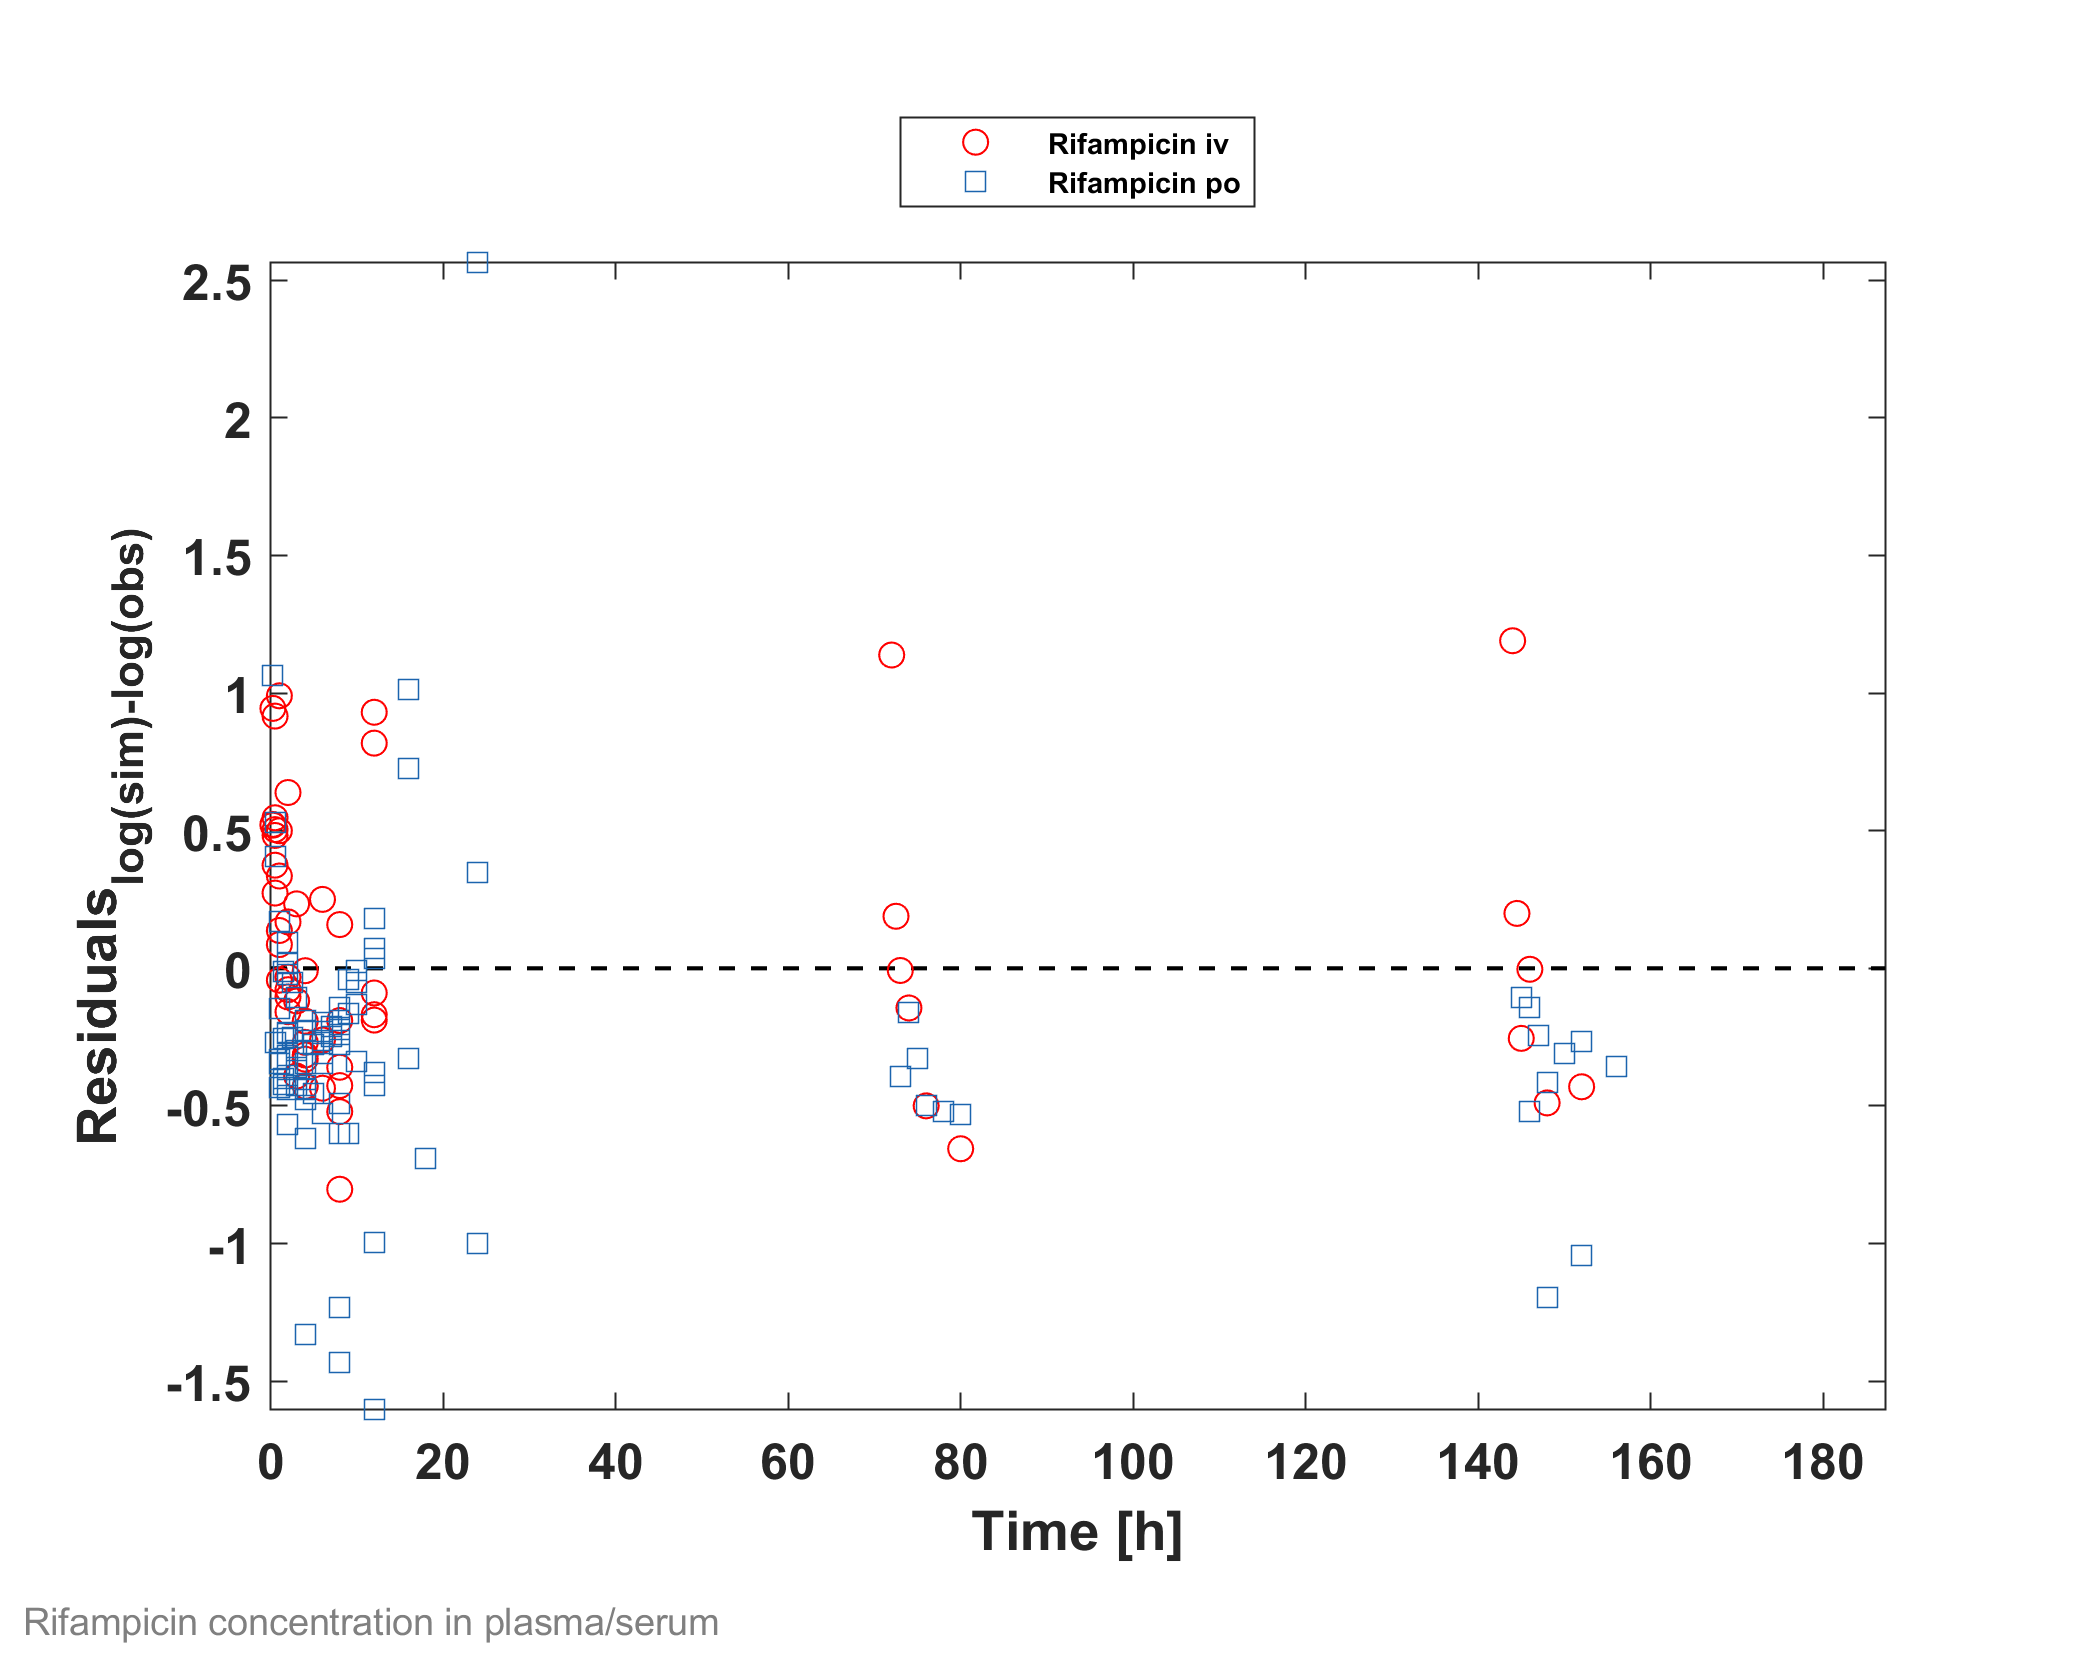 Rifampicin iv
Rifampicin po
2.5
2
1.5
1
0.5
0
-0.5
-1
-1.5
Residuals log(sim)-log(obs)
0 20 40 60 80 100 120 140 160 180
Time [h]
Rifampicin concentration in plasma/serum